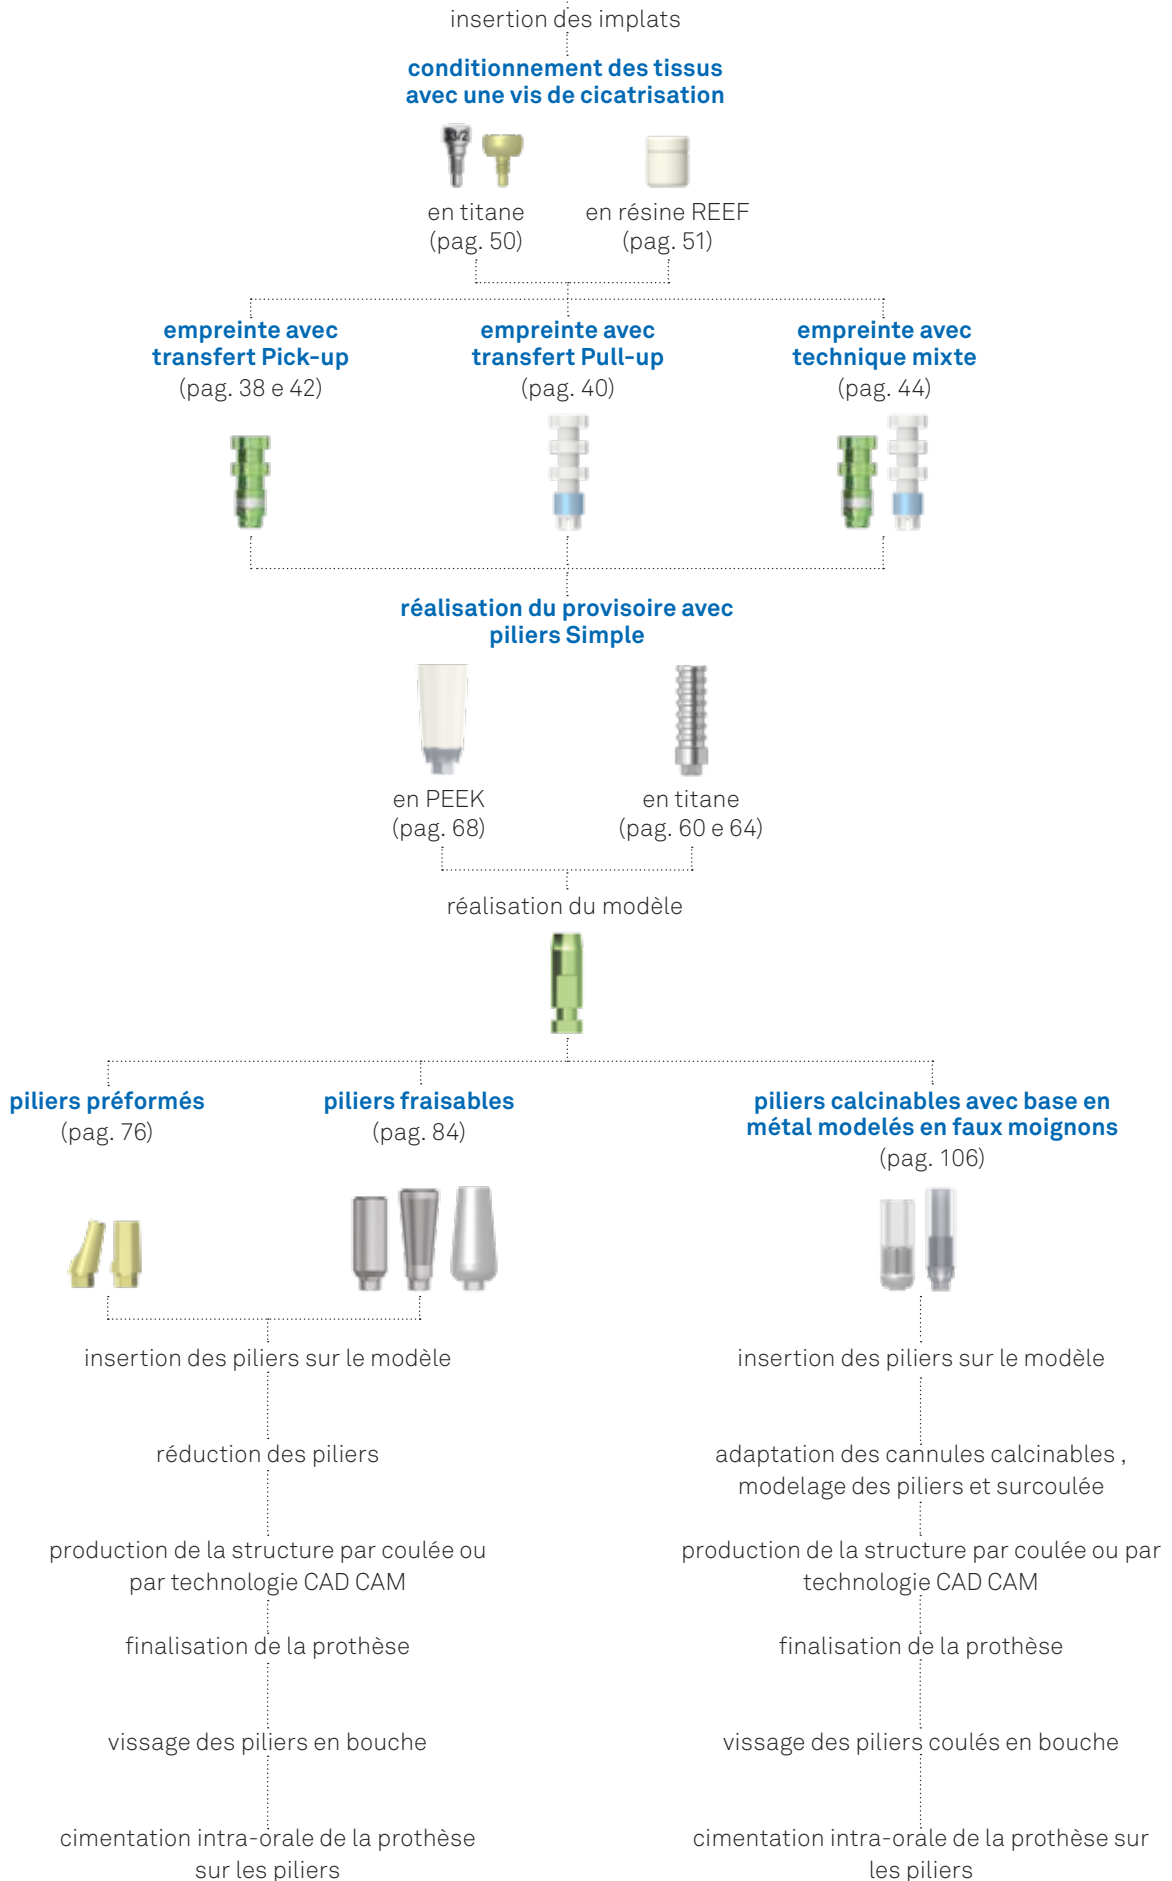 insertion des implats
conditionnement des tissus
avec une vis de cicatrisation
3/2
en titane
(pag. 50)
en résine REEF
(pag. 51)
empreinte avec
transfert Pick-up
(pag. 38 e 42)
empreinte avec
transfert Pull-up
(pag. 40)
empreinte avec
technique mixte
(pag. 44)
réalisation du provisoire avec
piliers Simple
en PEEK
(pag. 68)
en titane
(pag. 60 e 64)
réalisation du modèle
piliers préformés
(pag. 76)
piliers fraisables
(pag. 84)
piliers calcinables avec base en
métal modelés en faux moignons
(pag. 106)
insertion des piliers sur le modèle
réduction des piliers
production de la structure par coulée ou
par technologie CAD CAM
finalisation de la prothèse
vissage des piliers en bouche
cimentation intra-orale de la prothèse
sur les piliers
insertion des piliers sur le modèle
adaptation des cannules calcinables ,
modelage des piliers et surcoulée
production de la structure par coulée ou par
technologie CAD CAM
finalisation de la prothèse
vissage des piliers coulés en bouche
cimentation intra-orale de la prothèse sur
les piliers